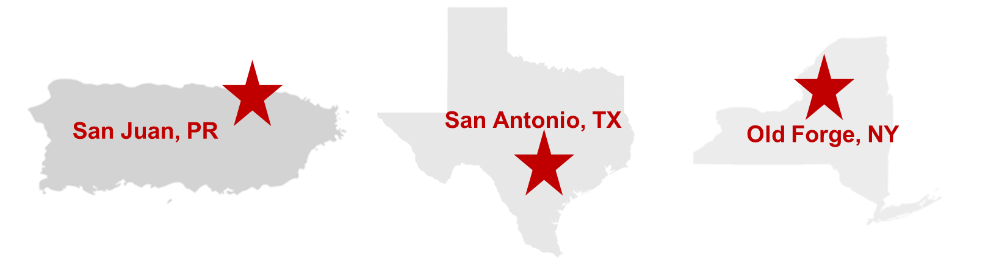 San Juan, PR
San Antonio, TX
Old Forge, NY